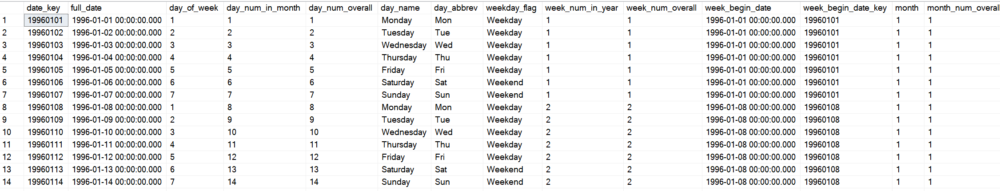 date_key full_date day_of_week day_num_in_month day_num_overall day_name day_abbrev weekday_flag week_num_in_year week_num_overall week_begin_date week_begin_date_key month month_num_overall
1 19960101 1996-01-01 00:00:00.000 1 1 1 Monday Mon Weekday 1 1 1996-01-01 00:00:00.000 19960101 1 1
2 19960102 1996-01-02 00:00:00.000 2 2 2 Tuesday Tue Weekday 1 1 1996-01-01 00:00:00.000 19960101 1 1
3 19960103 1996-01-03 00:00:00.000 3 3 3 Wednesday Wed Weekday 1 1 1996-01-01 00:00:00.000 19960101 1 1
4 19960104 1996-01-04 00:00:00.000 4 4 4 Thursday Thu Weekday 1 1 1996-01-01 00:00:00.000 19960101 1 1
5 19960105 1996-01-05 00:00:00.000 5 5 5 Friday Fri Weekday 1 1 1996-01-01 00:00:00.000 19960101 1 1
6 19960106 1996-01-06 00:00:00.000 6 6 6 Saturday Sat Weekend 1 1 1996-01-01 00:00:00.000 19960101 1 1
7 19960107 1996-01-07 00:00:00.000 7 7 7 Sunday Sun Weekend 1 1 1996-01-01 00:00:00.000 19960101 1 1
8 19960108 1996-01-08 00:00:00.000 1 8 8 Monday Mon Weekday 2 2 1996-01-08 00:00:00.000 19960108 1 1
9 19960109 1996-01-09 00:00:00.000 2 9 9 Tuesday Tue Weekday 2 2 1996-01-08 00:00:00.000 19960108 1 1
10 19960110 1996-01-10 00:00:00.000 3 10 10 Wednesday Wed Weekday 2 2 1996-01-08 00:00:00.000 19960108 1 1
11 19960111 1996-01-11 00:00:00.000 4 11 11 Thursday Thu Weekday 2 2 1996-01-08 00:00:00.000 19960108 1 1
12 19960112 1996-01-12 00:00:00.000 5 12 12 Friday Fri Weekday 2 2 1996-01-08 00:00:00.000 19960108 1 1
13 19960113 1996-01-13 00:00:00.000 6 13 13 Saturday Sat Weekend 2 2 1996-01-08 00:00:00.000 19960108 1 1
14 19960114 1996-01-14 00:00:00.000 7 14 14 Sunday Sun Weekend 2 2 1996-01-08 00:00:00.000 19960108 1 1